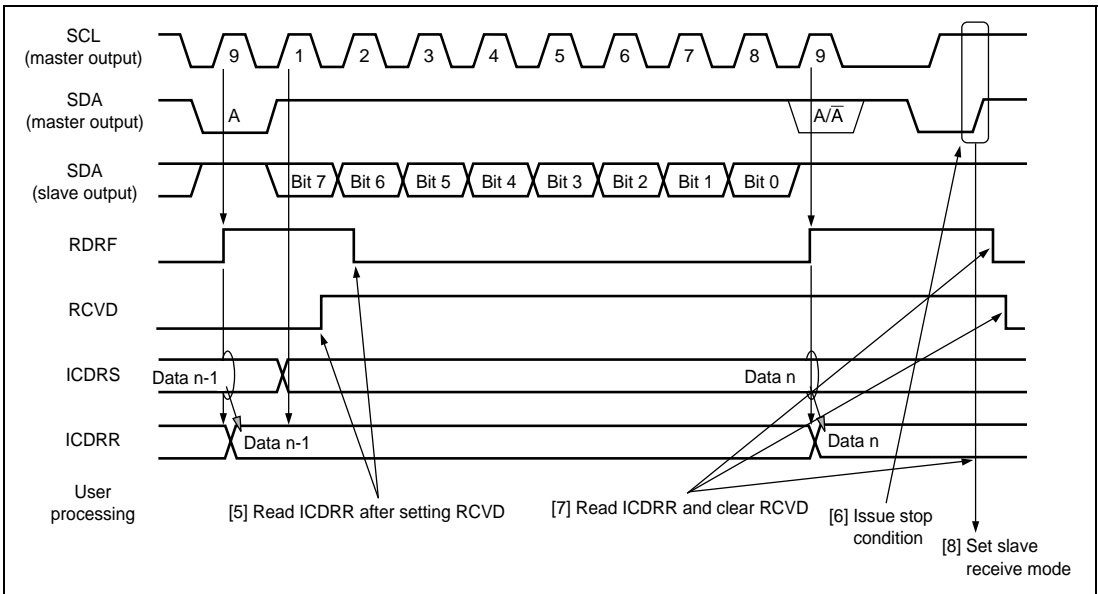 SCL
(master output)
9 1 2 3 4 5 6 7 8 9
SDA
(master output)
A A/A̅
SDA
(slave output)
Bit 7 Bit 6 Bit 5 Bit 4 Bit 3 Bit 2 Bit 1 Bit 0
RDRF
RCVD
ICDRS
Data n-1 Data n
ICDRR
Data n-1 Data n
User
processing
[5] Read ICDRR after setting RCVD
[7] Read ICDRR and clear RCVD
[6] Issue stop
condition
[8] Set slave
receive mode